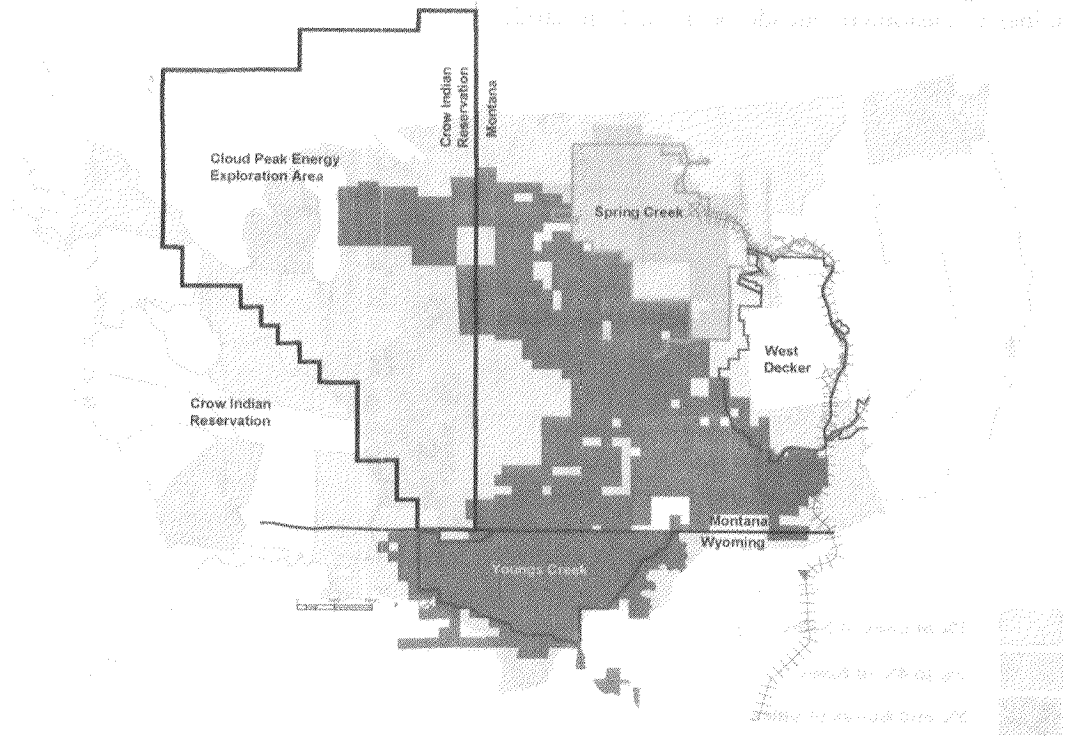 Crow Indian
Reservation
Montana
Cloud Peak Energy
Exploration Area
Spring Creek
West
Decker
Crow Indian
Reservation
Montana
Wyoming
Youngs Creek